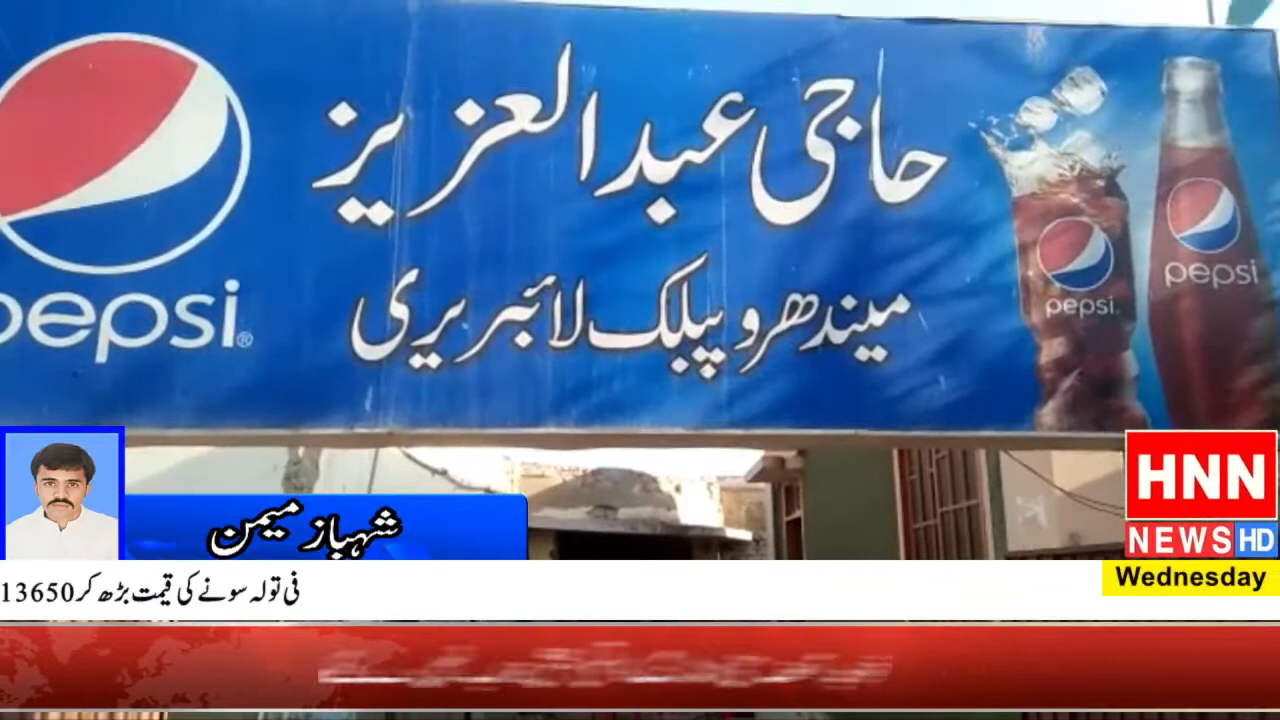 حاجی عبدالعزیز
میندھرو پبلک لائبریری
pepsi
pepsi
pepsi
شہباز میمن
HNN
NEWS HD
Wednesday
فی تولہ سونے کی قیمت بڑھ کر 13650